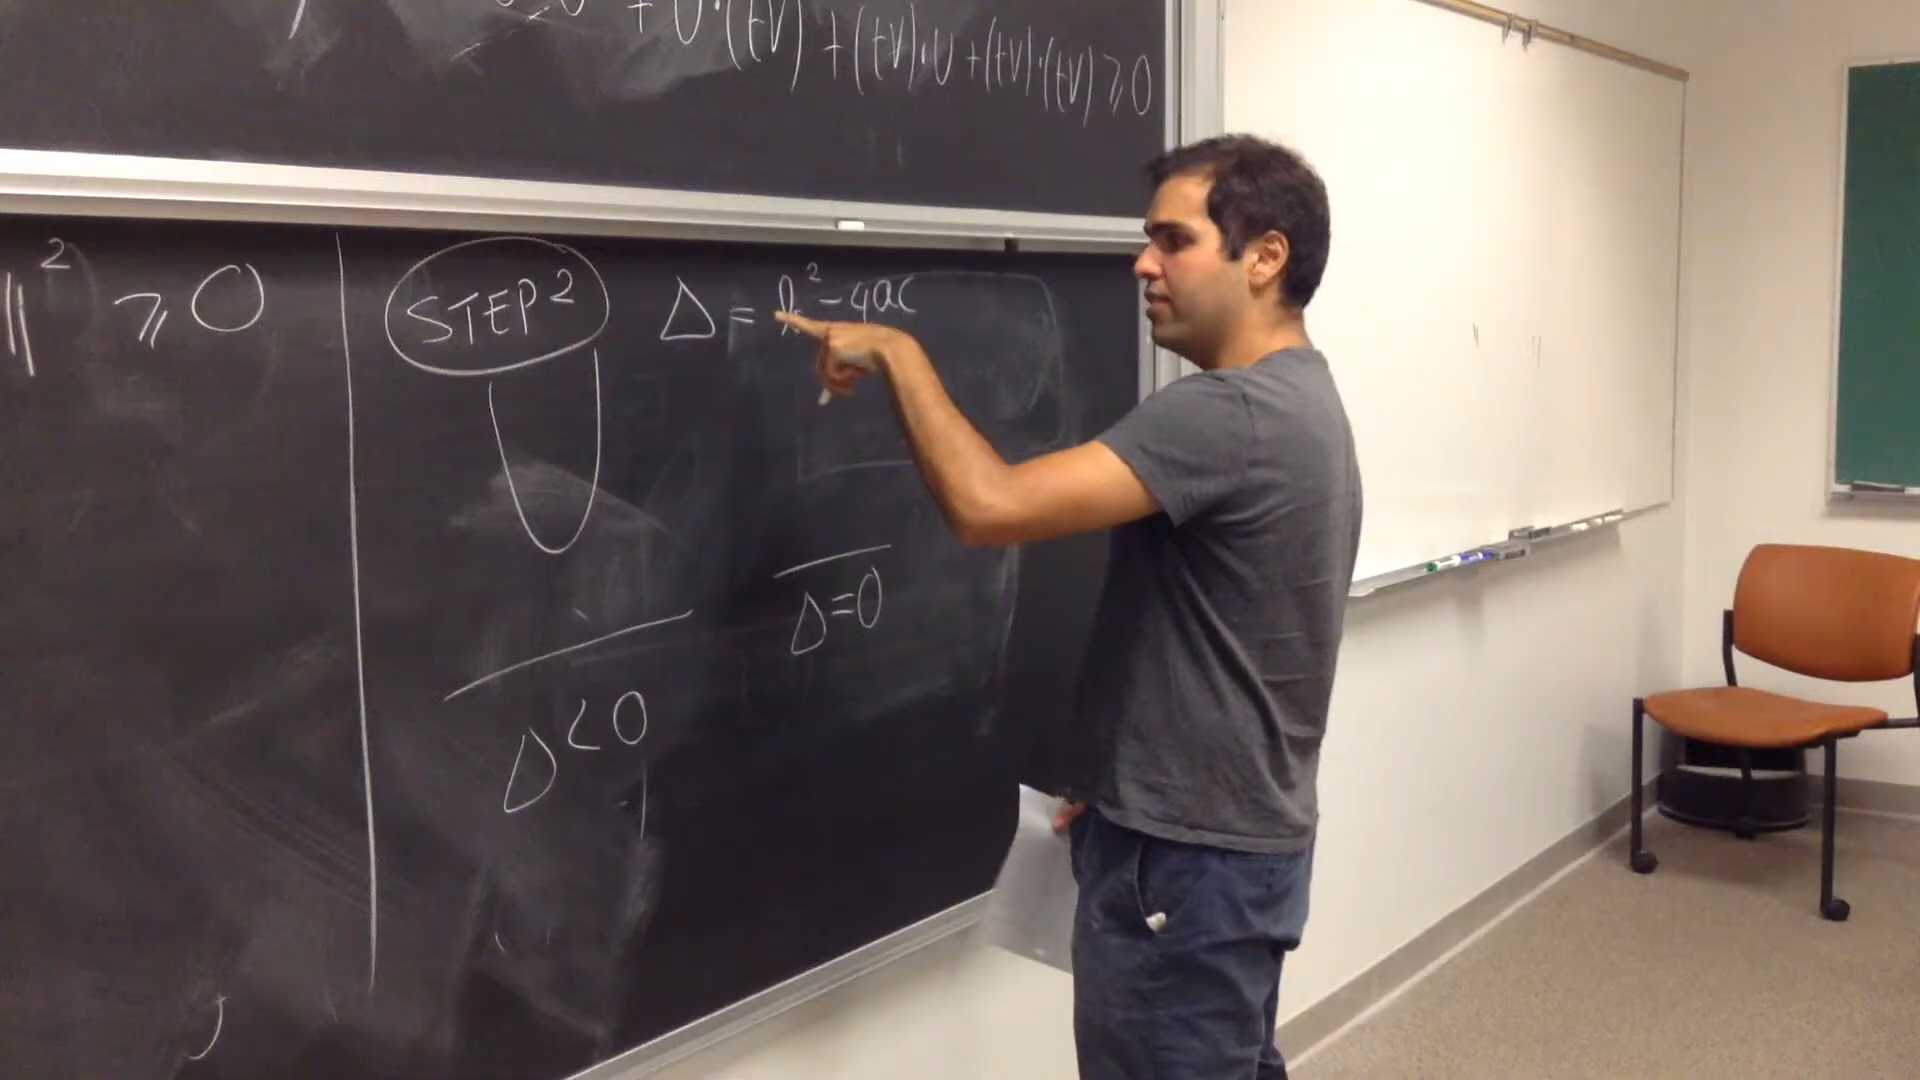 + U·(tV) + (tV)·U + (tV)·(tV) ⩾ 0
‖² ⩾ 0
STEP 2
Δ = b² - 4ac
Δ = 0
Δ < 0